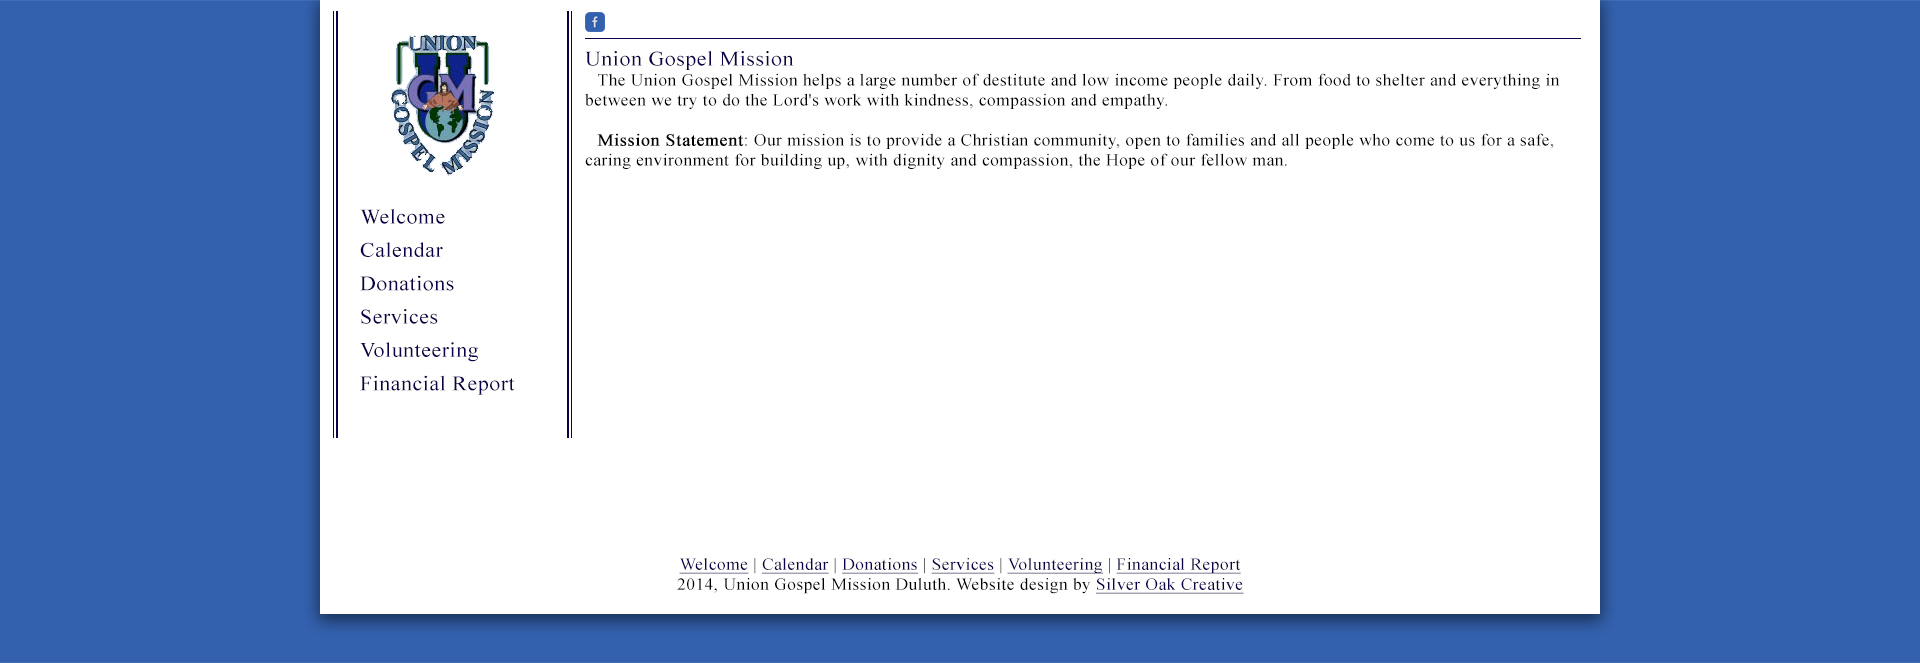 UNION
UGM
GOSPEL MISSION
Welcome
Calendar
Donations
Services
Volunteering
Financial Report
f
Union Gospel Mission
The Union Gospel Mission helps a large number of destitute and low income people daily. From food to shelter and everything in
between we try to do the Lord's work with kindness, compassion and empathy.
Mission Statement: Our mission is to provide a Christian community, open to families and all people who come to us for a safe,
caring environment for building up, with dignity and compassion, the Hope of our fellow man.
Welcome | Calendar | Donations | Services | Volunteering | Financial Report
2014, Union Gospel Mission Duluth. Website design by Silver Oak Creative